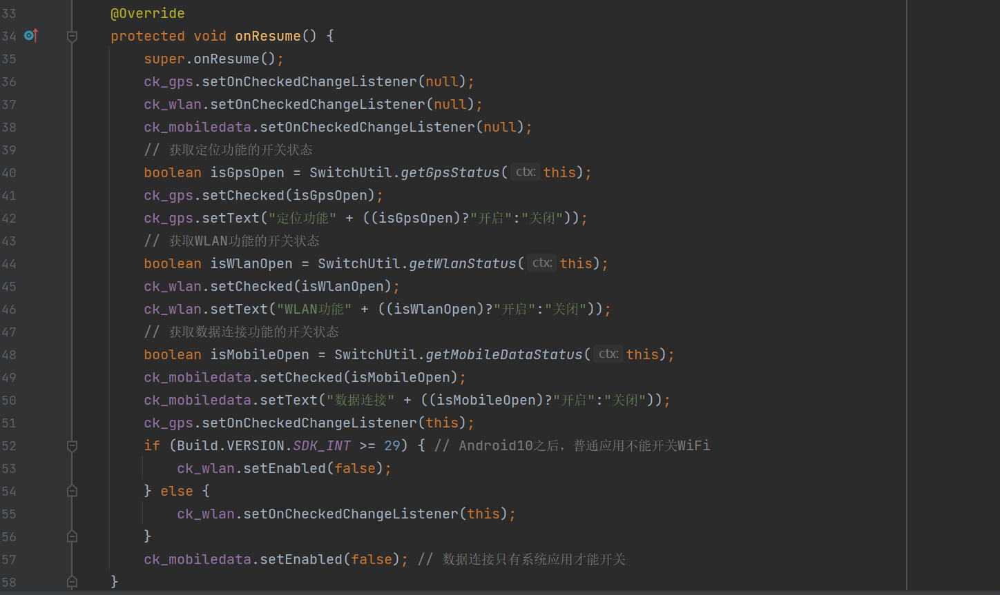 33 @Override
34 protected void onResume() {
35 super.onResume();
36 ck_gps.setOnCheckedChangeListener(null);
37 ck_wlan.setOnCheckedChangeListener(null);
38 ck_mobiledata.setOnCheckedChangeListener(null);
39 // 获取定位功能的开关状态
40 boolean isGpsOpen = SwitchUtil.getGpsStatus( ctx: this);
41 ck_gps.setChecked(isGpsOpen);
42 ck_gps.setText("定位功能" + ((isGpsOpen)?"开启":"关闭"));
43 // 获取WLAN功能的开关状态
44 boolean isWlanOpen = SwitchUtil.getWlanStatus( ctx: this);
45 ck_wlan.setChecked(isWlanOpen);
46 ck_wlan.setText("WLAN功能" + ((isWlanOpen)?"开启":"关闭"));
47 // 获取数据连接功能的开关状态
48 boolean isMobileOpen = SwitchUtil.getMobileDataStatus( ctx: this);
49 ck_mobiledata.setChecked(isMobileOpen);
50 ck_mobiledata.setText("数据连接" + ((isMobileOpen)?"开启":"关闭"));
51 ck_gps.setOnCheckedChangeListener(this);
52 if (Build.VERSION.SDK_INT >= 29) { // Android10之后，普通应用不能开关WiFi
53 ck_wlan.setEnabled(false);
54 } else {
55 ck_wlan.setOnCheckedChangeListener(this);
56 }
57 ck_mobiledata.setEnabled(false); // 数据连接只有系统应用才能开关
58 }